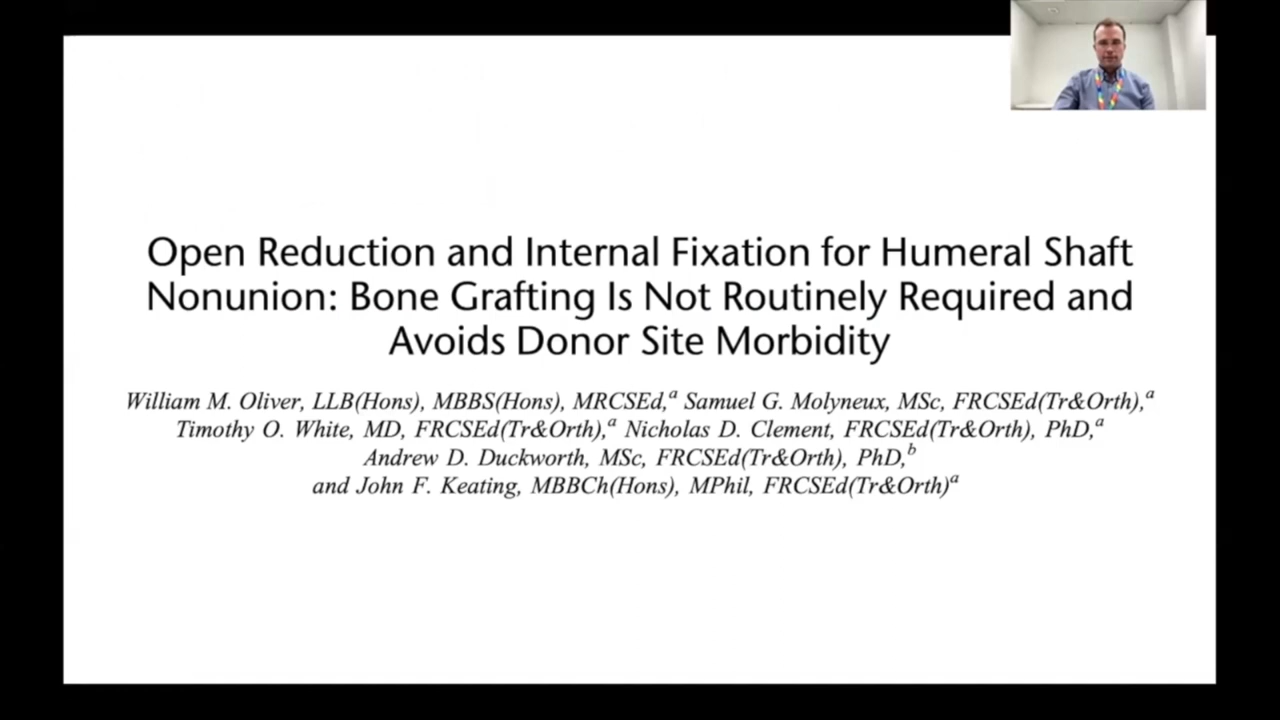 Open Reduction and Internal Fixation for Humeral Shaft
Nonunion: Bone Grafting Is Not Routinely Required and
Avoids Donor Site Morbidity
William M. Oliver, LLB(Hons), MBBS(Hons), MRCSEd,a Samuel G. Molyneux, MSc, FRCSEd(Tr&Orth),a
Timothy O. White, MD, FRCSEd(Tr&Orth),a Nicholas D. Clement, FRCSEd(Tr&Orth), PhD,a
Andrew D. Duckworth, MSc, FRCSEd(Tr&Orth), PhD,b
and John F. Keating, MBBCh(Hons), MPhil, FRCSEd(Tr&Orth)a